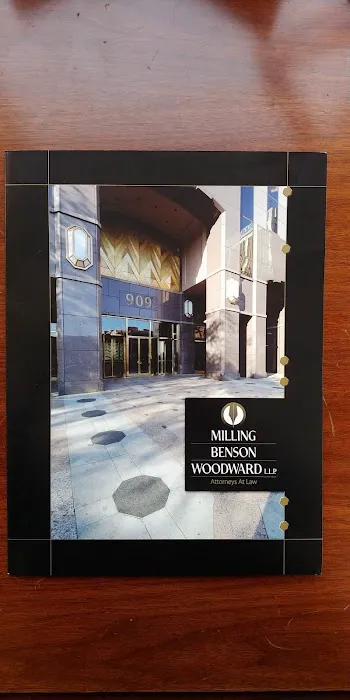 909
MILLING
BENSON
WOODWARD L.L.P.
Attorneys At Law